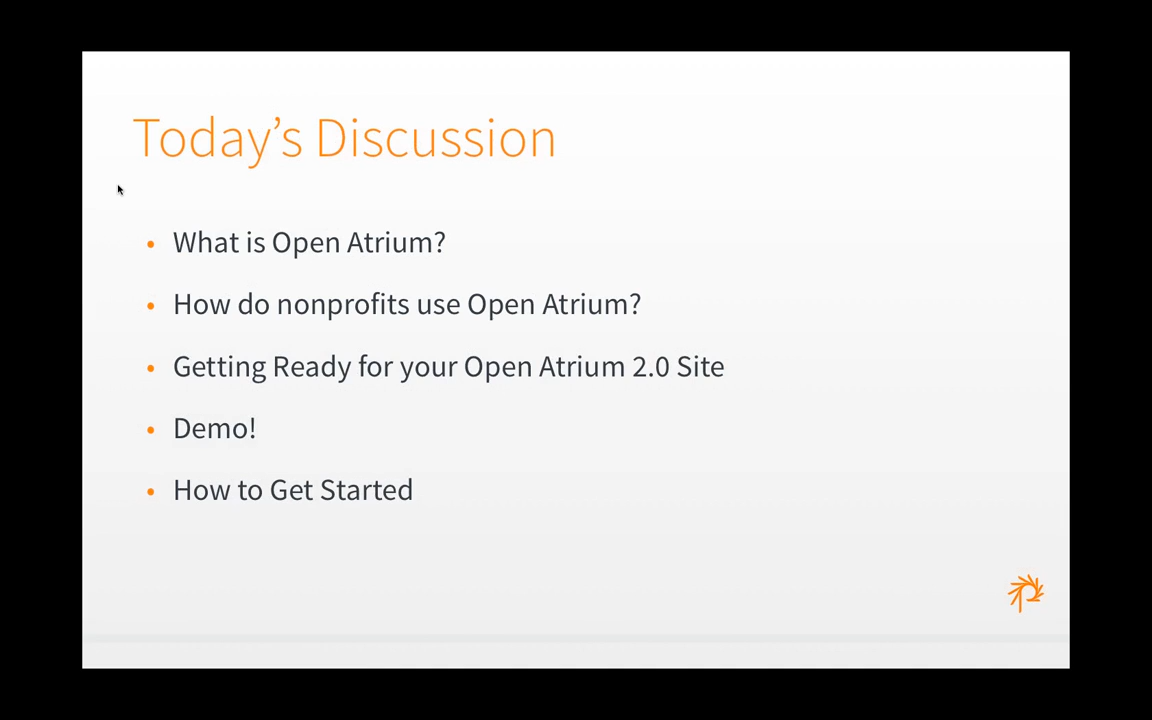 Today’s Discussion
• What is Open Atrium?
• How do nonprofits use Open Atrium?
• Getting Ready for your Open Atrium 2.0 Site
• Demo!
• How to Get Started